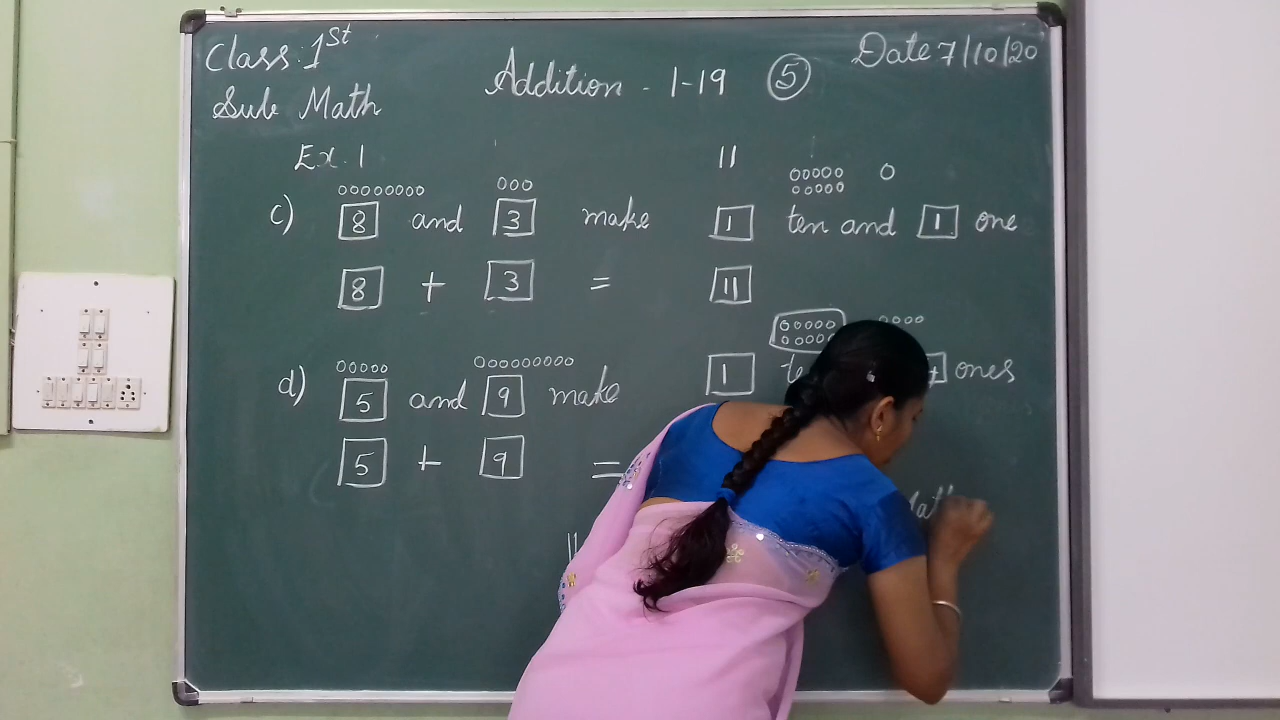 Class : 1st
Addition - 1-19 (5)
Date 7/10/20
Sub Math
Ex. 1
11
c) 8 and 3 make 1 ten and 1 one
8 + 3 = 11
d) 5 and 9 make 1 ones
5 + 9 =